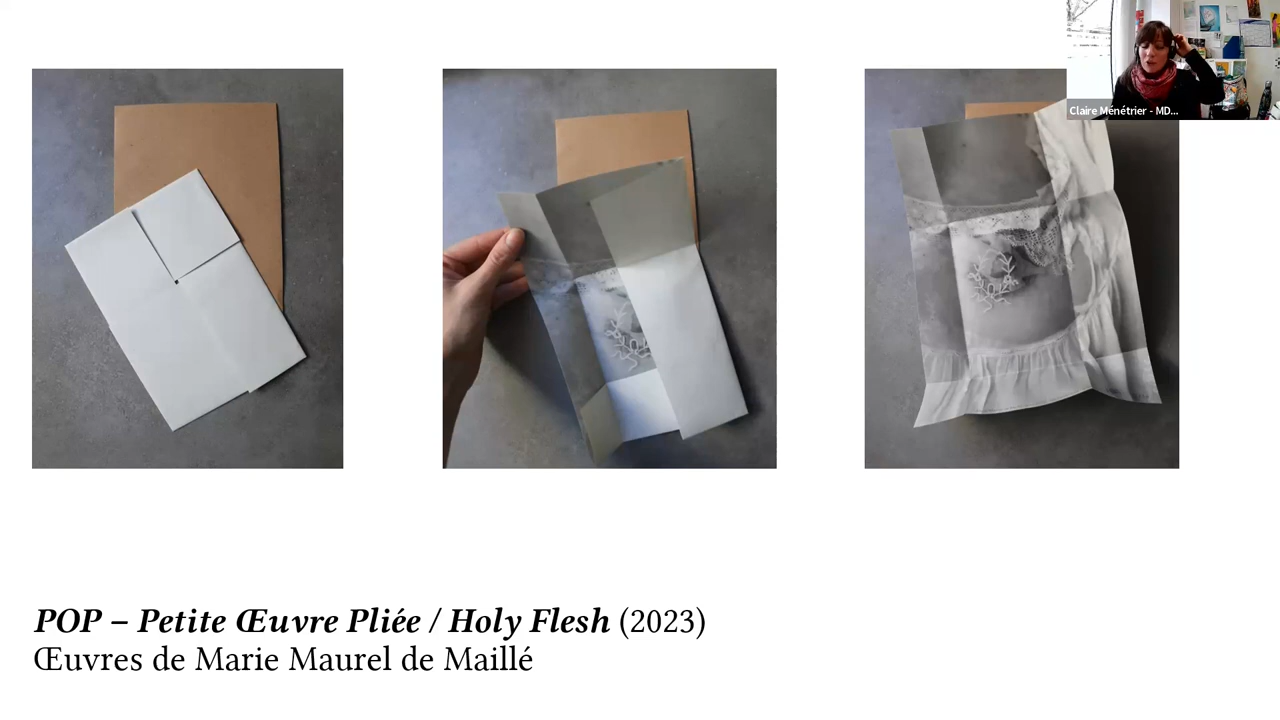 Claire Ménétrier - MD...
POP – Petite Œuvre Pliée / Holy Flesh (2023)
Œuvres de Marie Maurel de Maillé